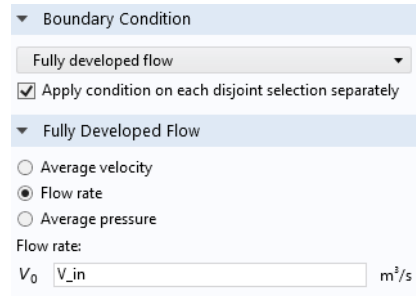 Boundary Condition
Fully developed flow
Apply condition on each disjoint selection separately
Fully Developed Flow
Average velocity
Flow rate
Average pressure
Flow rate:
V₀ V_in m³/s